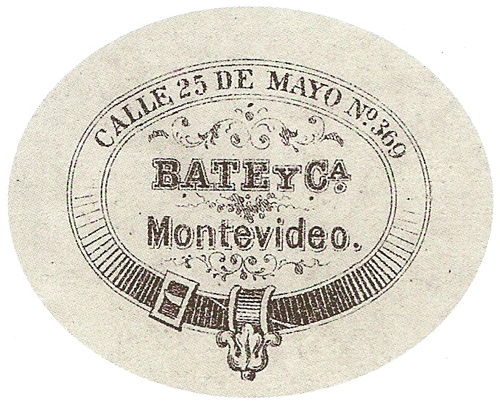 CALLE 25 DE MAYO Nº. 369
BATE Y CA.
Montevideo.